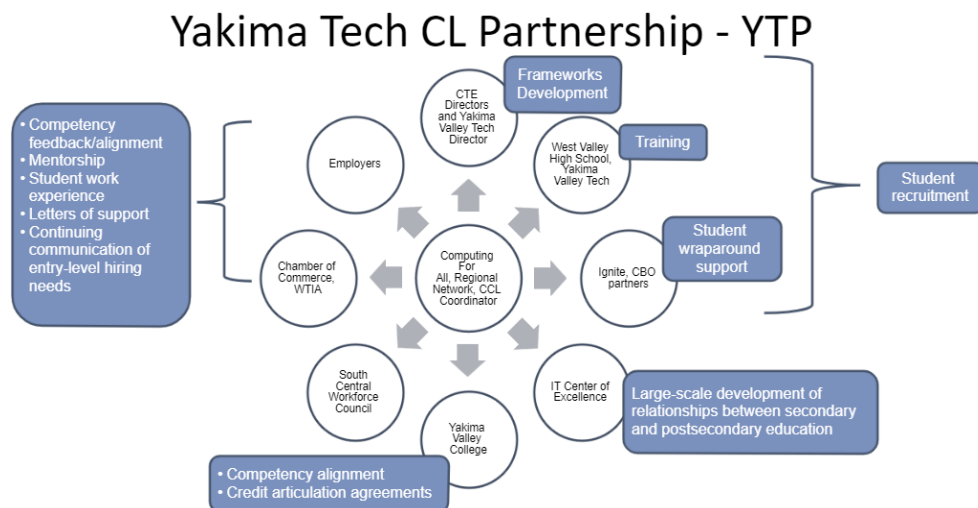 Yakima Tech CL Partnership - YTP
Frameworks
Development
CTE
Directors and Yakima
Valley Tech
Director
• Competency
feedback/alignment
• Mentorship
• Student work
experience
• Letters of support
• Continuing
communication of
entry-level hiring
needs
Employers
West Valley
High School,
Yakima
Valley Tech
Training
Student
recruitment
Student
wraparound
support
Chamber of
Commerce,
WTIA
Computing
For
All, Regional
Network, CCL
Coordinator
Ignite, CBO
partners
South
Central
Workforce
Council
IT Center of
Excellence
Large-scale development of
relationships between secondary
and postsecondary education
Yakima
Valley
College
• Competency alignment
• Credit articulation agreements